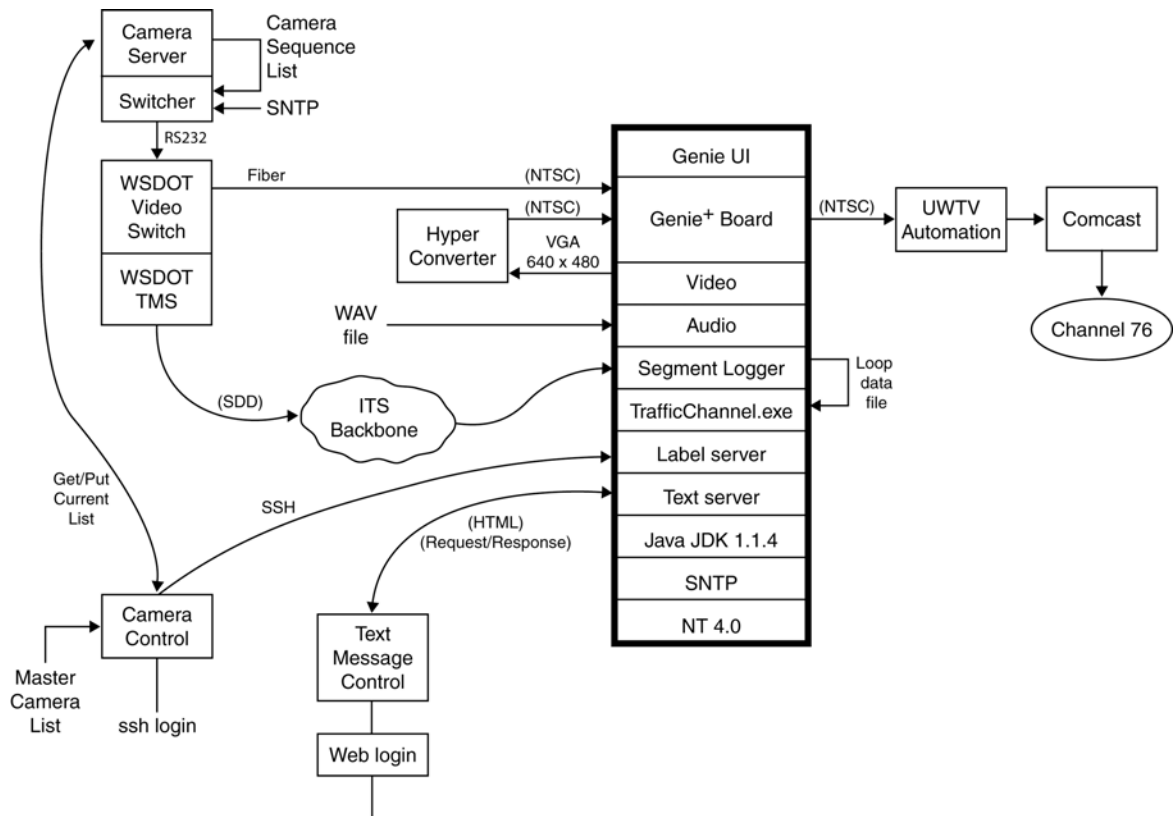 Camera
Server
Camera
Sequence
List
Switcher
SNTP
RS232
WSDOT
Video
Switch
WSDOT
TMS
Fiber
(NTSC)
(NTSC)
Hyper
Converter
VGA
640 x 480
WAV
file
(SDD)
ITS
Backbone
Genie UI
Genie+ Board
Video
Audio
Segment Logger
TrafficChannel.exe
Label server
Text server
Java JDK 1.1.4
SNTP
NT 4.0
Loop
data
file
(NTSC)
UWTV
Automation
Comcast
Channel 76
Get/Put
Current
List
SSH
(HTML)
(Request/Response)
Camera
Control
Master
Camera
List
ssh login
Text
Message
Control
Web login